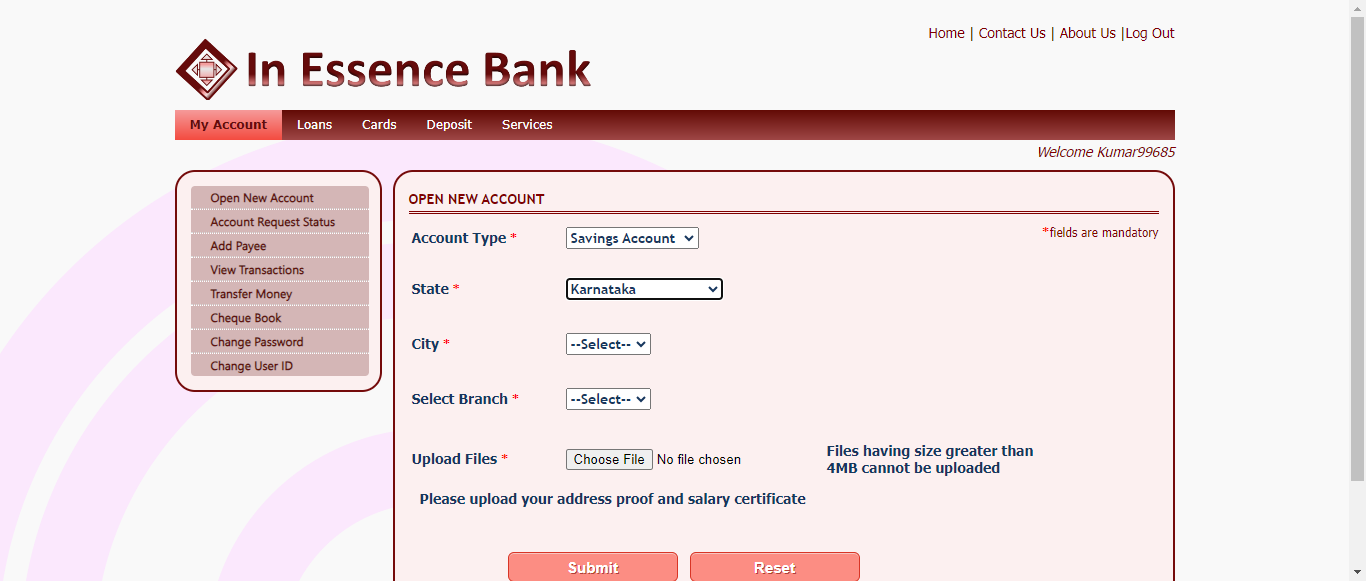 Home | Contact Us | About Us |Log Out
In Essence Bank
My Account Loans Cards Deposit Services
Welcome Kumar99685
Open New Account
Account Request Status
Add Payee
View Transactions
Transfer Money
Cheque Book
Change Password
Change User ID
OPEN NEW ACCOUNT
*fields are mandatory
Account Type * Savings Account
State * Karnataka
City * --Select--
Select Branch * --Select--
Upload Files * Choose File No file chosen
Files having size greater than
4MB cannot be uploaded
Please upload your address proof and salary certificate
Submit Reset